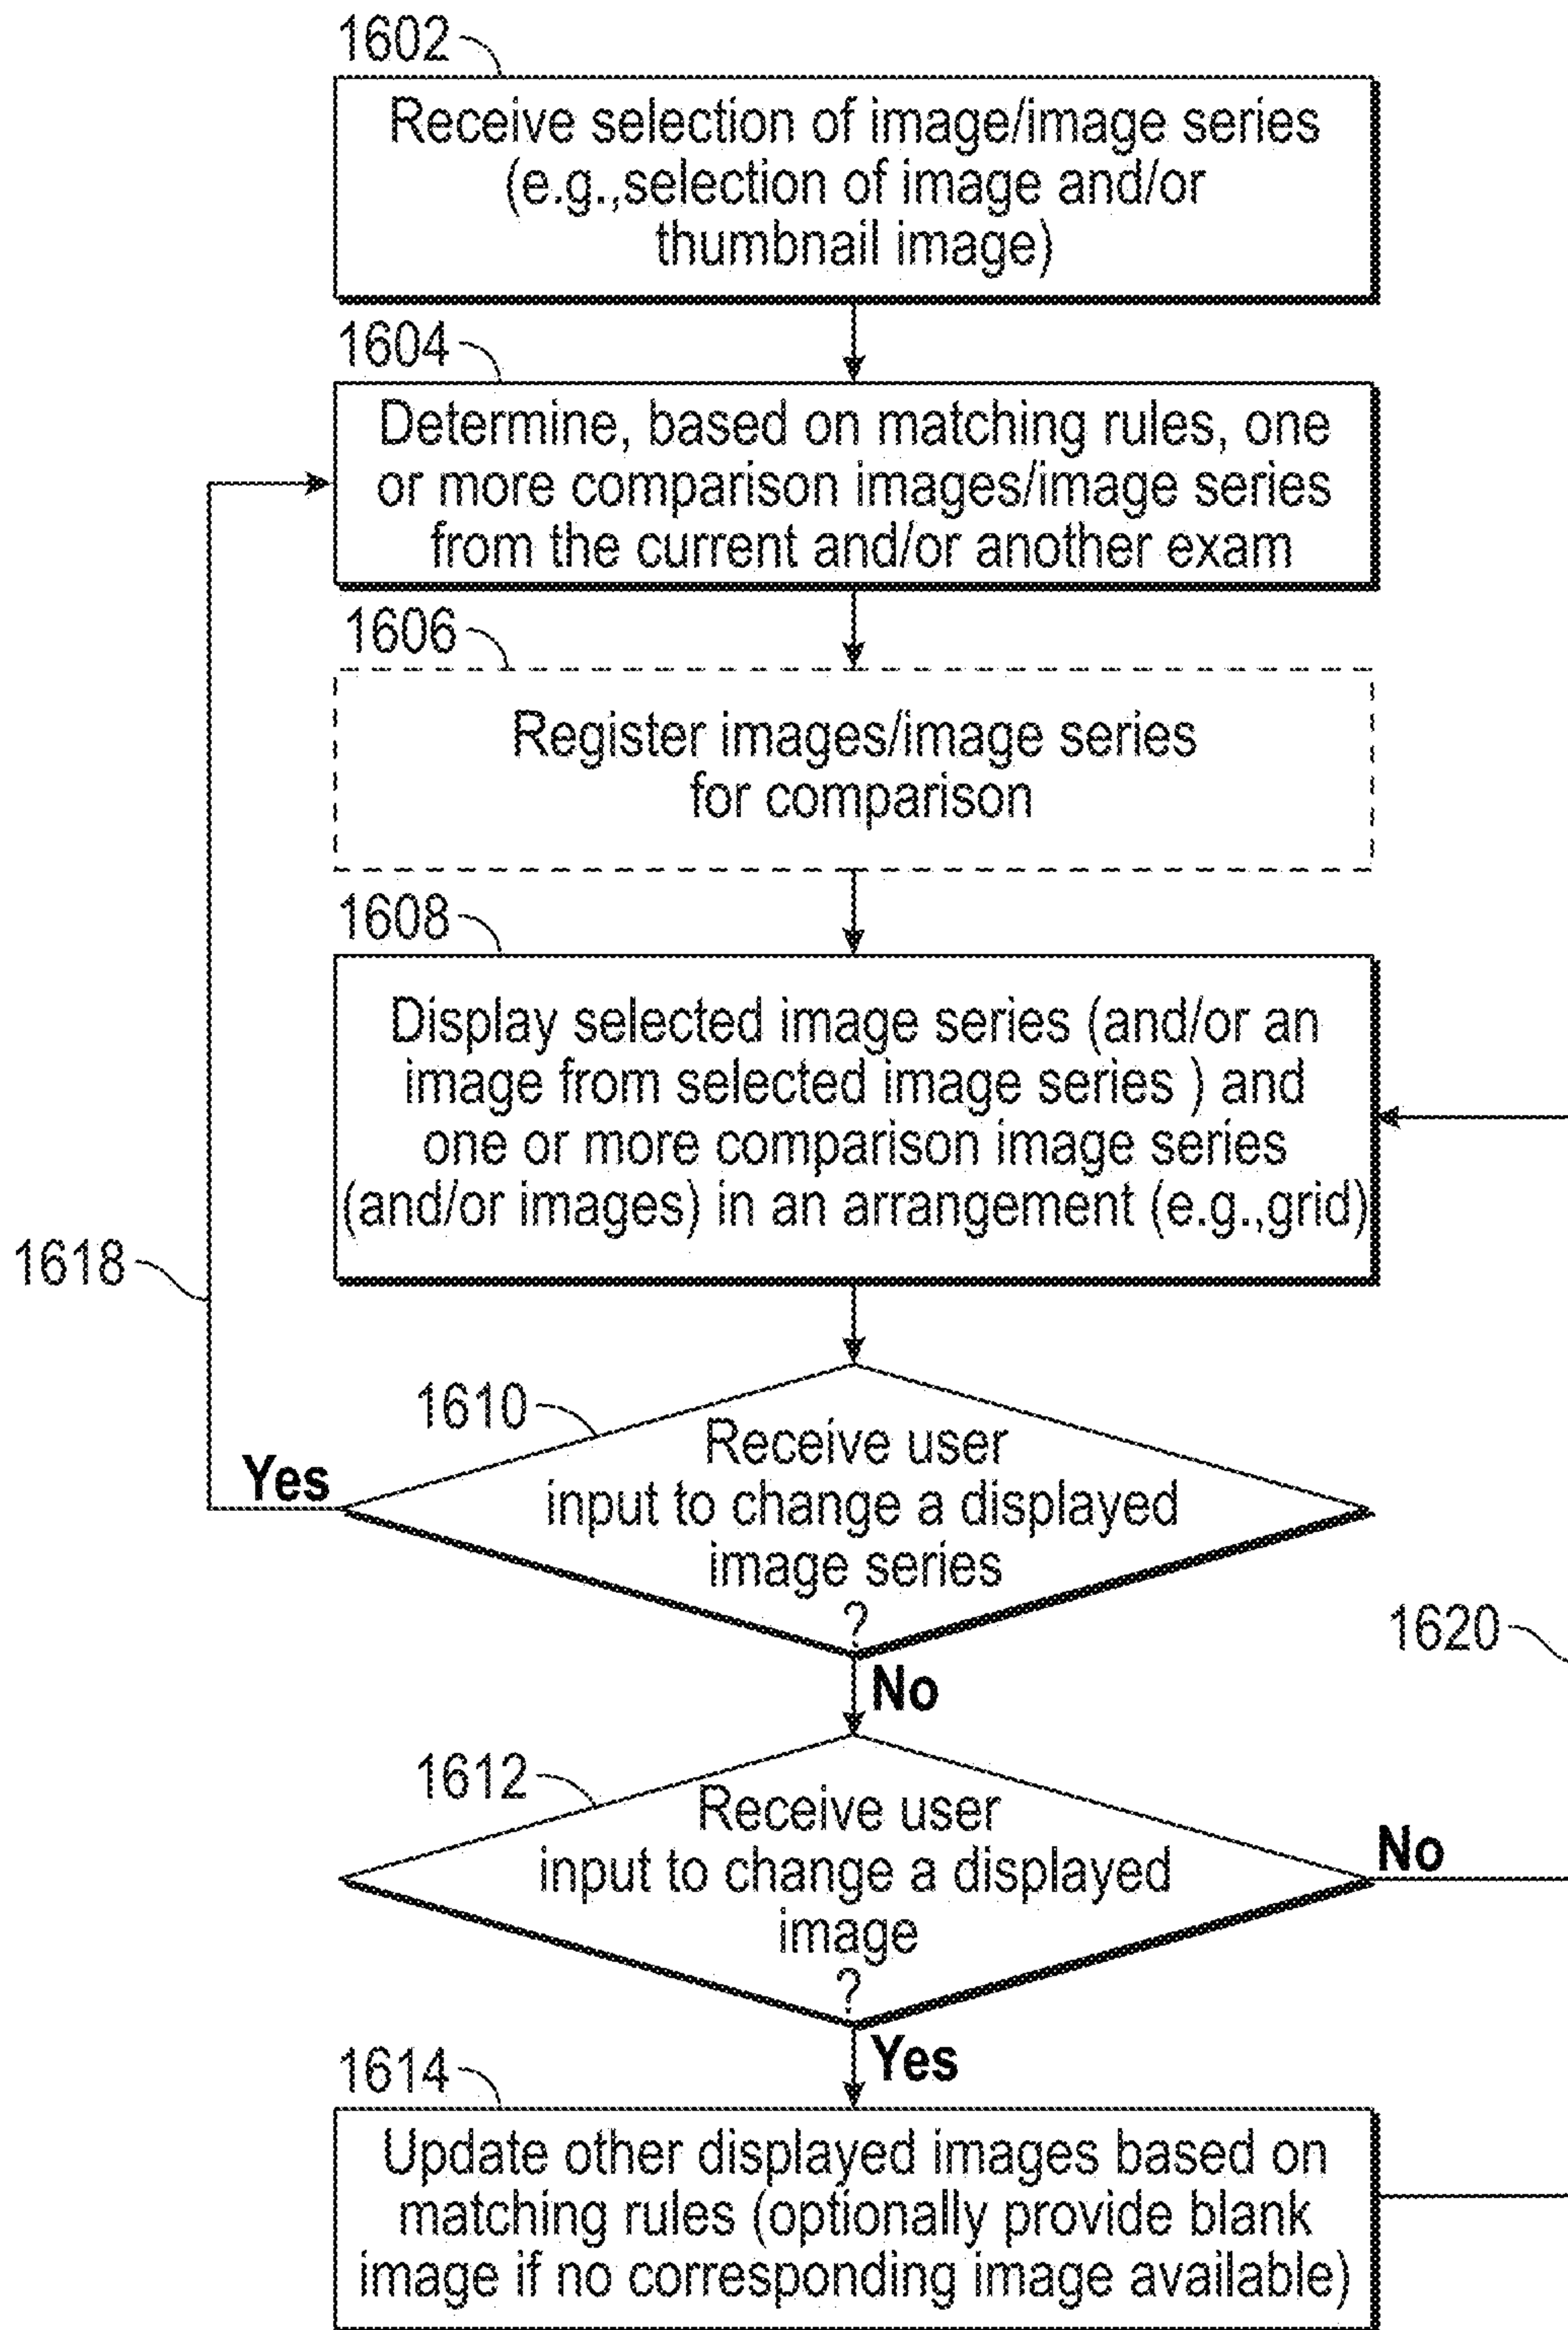 1602
Receive selection of image/image series
(e.g.,selection of image and/or
thumbnail image)
1604
Determine, based on matching rules, one
or more comparison images/image series
from the current and/or another exam
1606
Register images/image series
for comparison
1608
Display selected image series (and/or an
image from selected image series ) and
one or more comparison image series
(and/or images) in an arrangement (e.g.,grid)
1618
1610
Yes
Receive user
input to change a displayed
image series
?
1620
No
1612
Receive user
input to change a displayed
image
?
No
Yes
1614
Update other displayed images based on
matching rules (optionally provide blank
image if no corresponding image available)